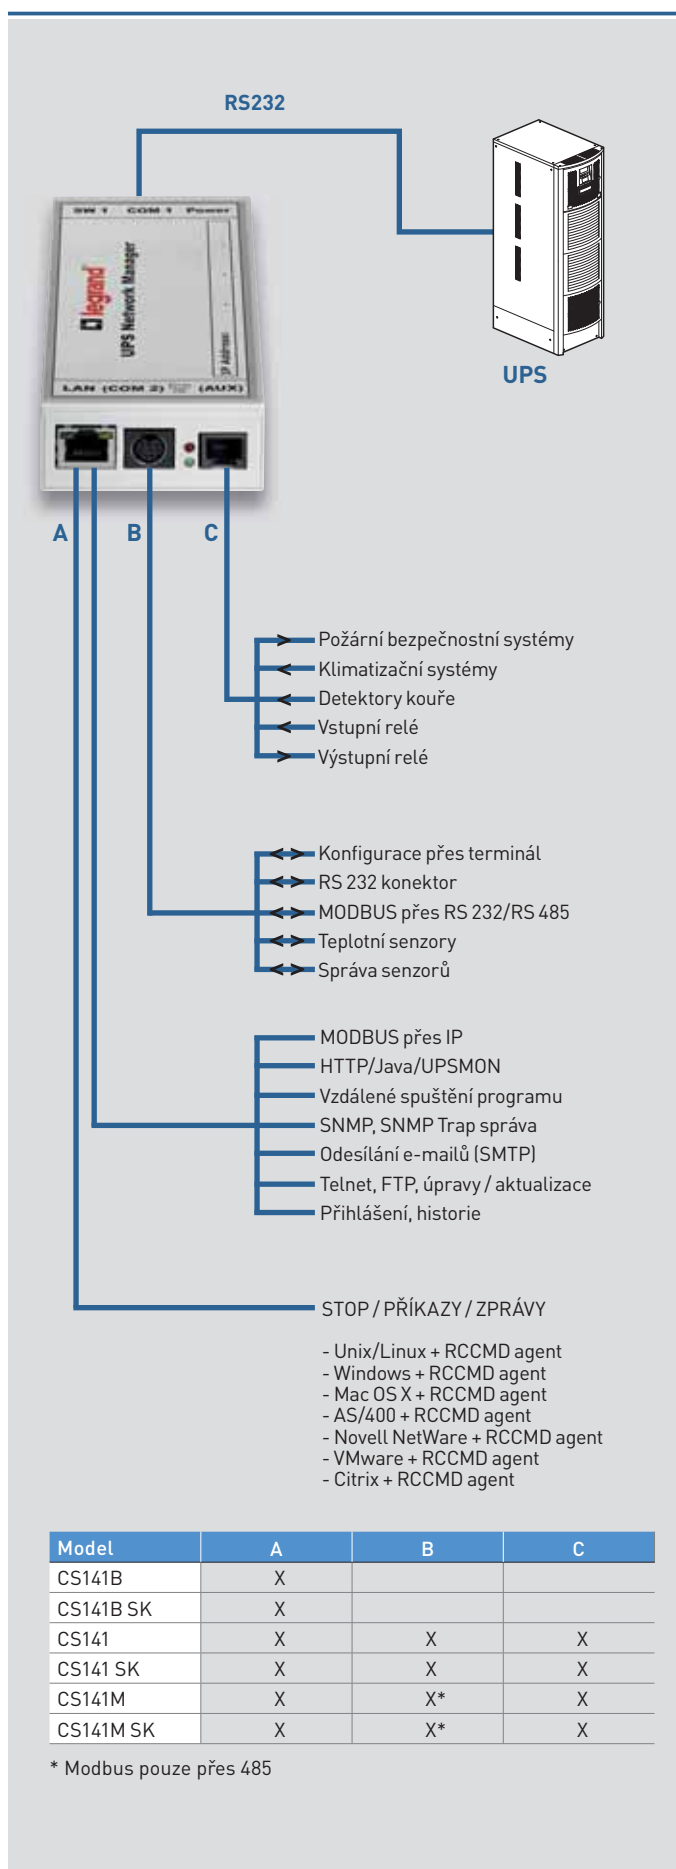 RS232
SW 1 COM 1 Power
legrand
UPS Network Manager
IP Address:
LAN (COM 2) (AUX)
UPS
A B C
Požární bezpečnostní systémy
Klimatizační systémy
Detektory kouře
Vstupní relé
Výstupní relé
Konfigurace přes terminál
RS 232 konektor
MODBUS přes RS 232/RS 485
Teplotní senzory
Správa senzorů
MODBUS přes IP
HTTP/Java/UPSMON
Vzdálené spuštění programu
SNMP, SNMP Trap správa
Odesílání e-mailů (SMTP)
Telnet, FTP, úpravy / aktualizace
Přihlášení, historie
STOP / PŘÍKAZY / ZPRÁVY
- Unix/Linux + RCCMD agent
- Windows + RCCMD agent
- Mac OS X + RCCMD agent
- AS/400 + RCCMD agent
- Novell NetWare + RCCMD agent
- VMware + RCCMD agent
- Citrix + RCCMD agent
Model A B C
CS141B X
CS141B SK X
CS141 X X X
CS141 SK X X X
CS141M X X* X
CS141M SK X X* X
* Modbus pouze přes 485